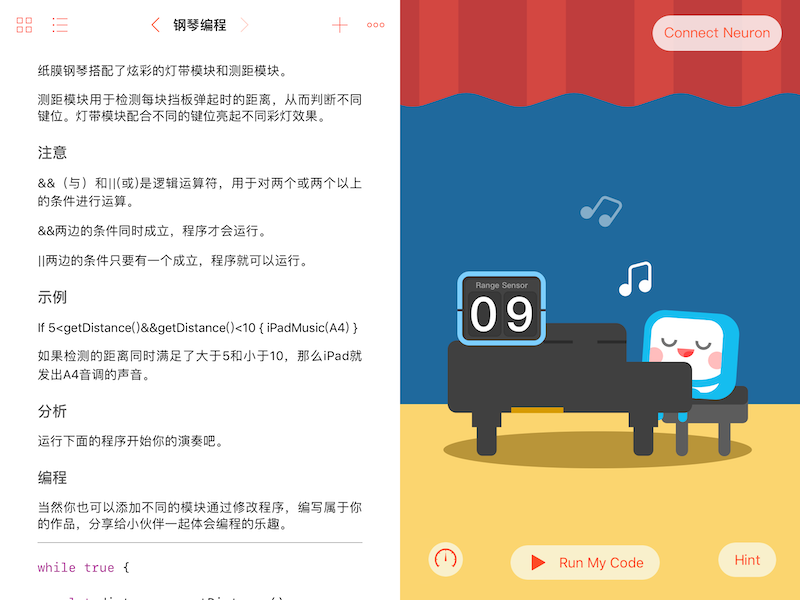 钢琴编程
纸膜钢琴搭配了炫彩的灯带模块和测距模块。
测距模块用于检测每块挡板弹起时的距离，从而判断不同
键位。灯带模块配合不同的键位亮起不同彩灯效果。
注意
&&（与）和||(或)是逻辑运算符，用于对两个或两个以上
的条件进行运算。
&&两边的条件同时成立，程序才会运行。
||两边的条件只要有一个成立，程序就可以运行。
示例
If 5<getDistance()&&getDistance()<10 { iPadMusic(A4) }
如果检测的距离同时满足了大于5和小于10，那么iPad就
发出A4音调的声音。
分析
运行下面的程序开始你的演奏吧。
编程
当然你也可以添加不同的模块通过修改程序，编写属于你
的作品，分享给小伙伴一起体会编程的乐趣。
while true {
Connect Neuron
Range Sensor
09
Run My Code
Hint